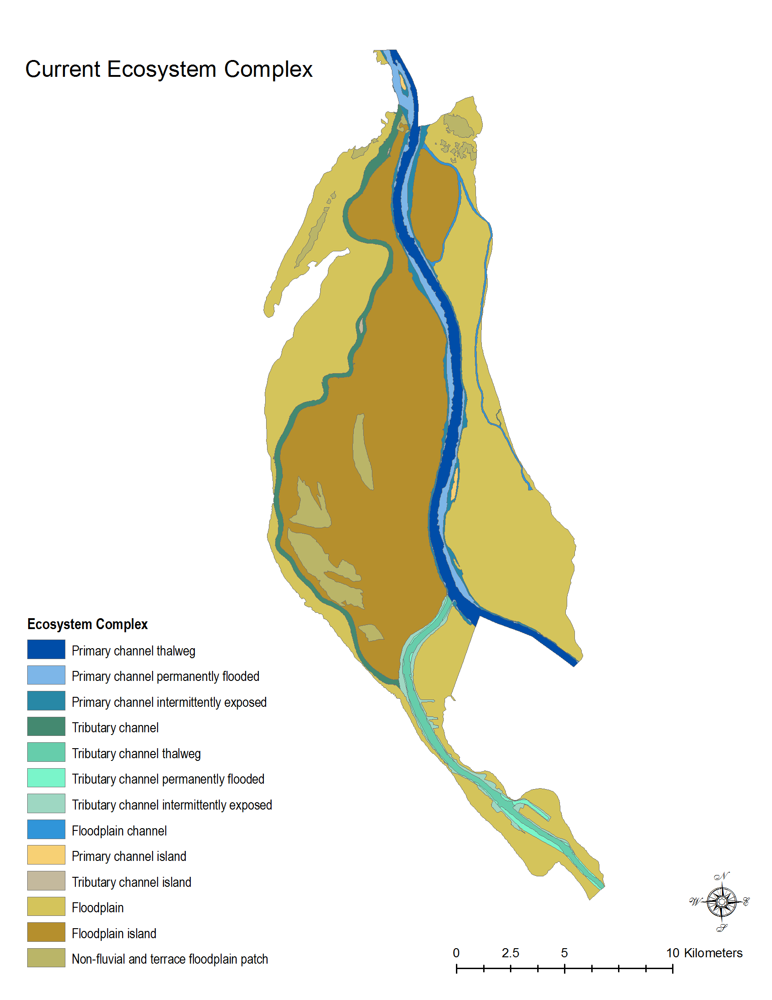 Current Ecosystem Complex
Ecosystem Complex
Primary channel thalweg
Primary channel permanently flooded
Primary channel intermittently exposed
Tributary channel
Tributary channel thalweg
Tributary channel permanently flooded
Tributary channel intermittently exposed
Floodplain channel
Primary channel island
Tributary channel island
Floodplain
Floodplain island
Non-fluvial and terrace floodplain patch
N
W E
S
0 2.5 5 10 Kilometers